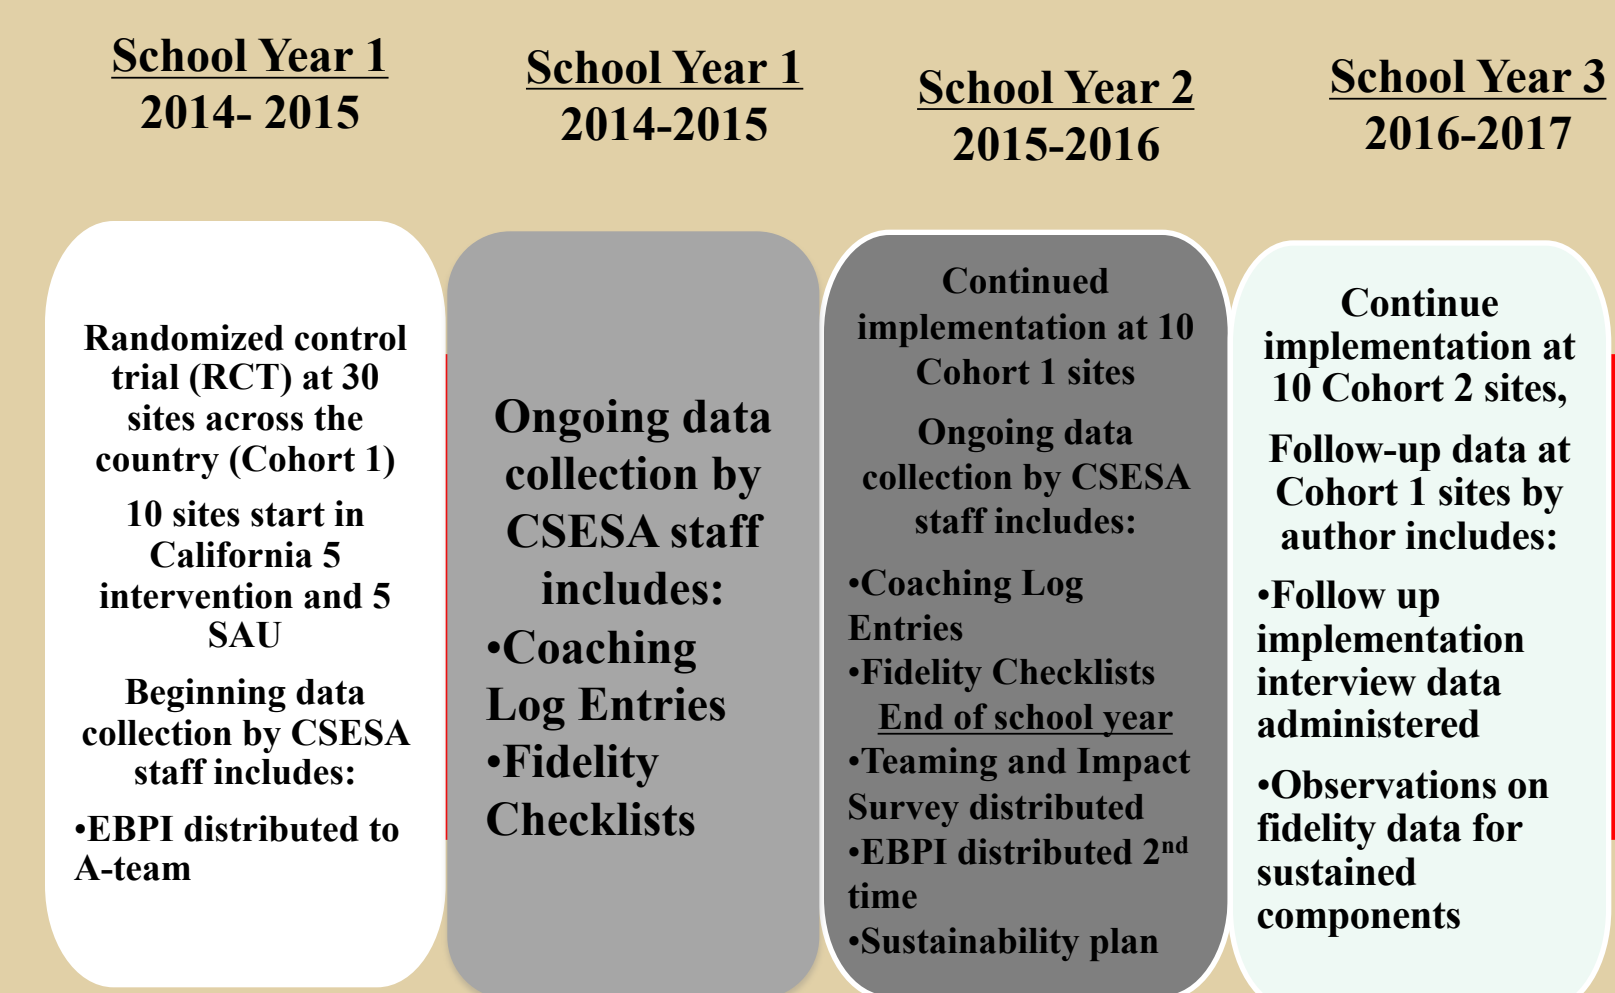 School Year 1
2014- 2015
Randomized control
trial (RCT) at 30
sites across the
country (Cohort 1)
10 sites start in
California 5
intervention and 5
SAU
Beginning data
collection by CSESA
staff includes:
•EBPI distributed to
A-team
School Year 1
2014-2015
Ongoing data
collection by
CSESA staff
includes:
•Coaching
Log Entries
•Fidelity
Checklists
School Year 2
2015-2016
Continued
implementation at 10
Cohort 1 sites
Ongoing data
collection by CSESA
staff includes:
•Coaching Log
Entries
•Fidelity Checklists
End of school year
•Teaming and Impact
Survey distributed
•EBPI distributed 2nd
time
•Sustainability plan
School Year 3
2016-2017
Continue
implementation at
10 Cohort 2 sites,
Follow-up data at
Cohort 1 sites by
author includes:
•Follow up
implementation
interview data
administered
•Observations on
fidelity data for
sustained
components